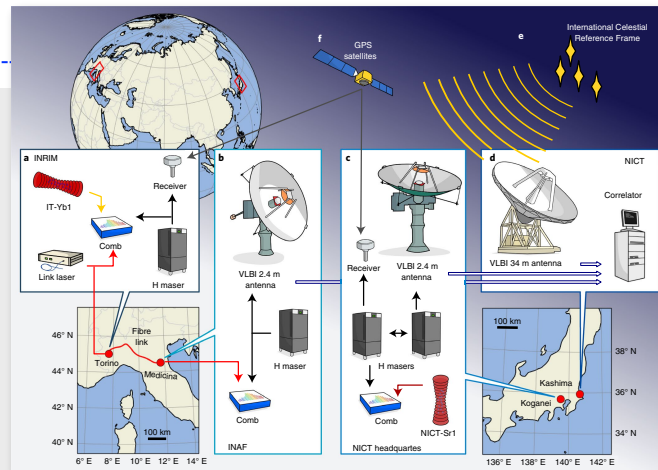 f
GPS
satellites
e
International Celestial
Reference Frame
a
INRIM
Receiver
IT-Yb1
Comb
Link laser
H maser
b
VLBI 2.4 m
antenna
H maser
Comb
INAF
c
Receiver
VLBI 2.4 m
antenna
H masers
Comb
NICT-Sr1
NICT headquartes
d
NICT
Correlator
VLBI 34 m antenna
46° N
44° N
42° N
40° N
Fibre
link
Torino
Medicina
100 km
6° E
8° E
10° E
12° E
14° E
100 km
38° N
36° N
34° N
Kashima
Koganei
136° E
138° E
140° E
142° E